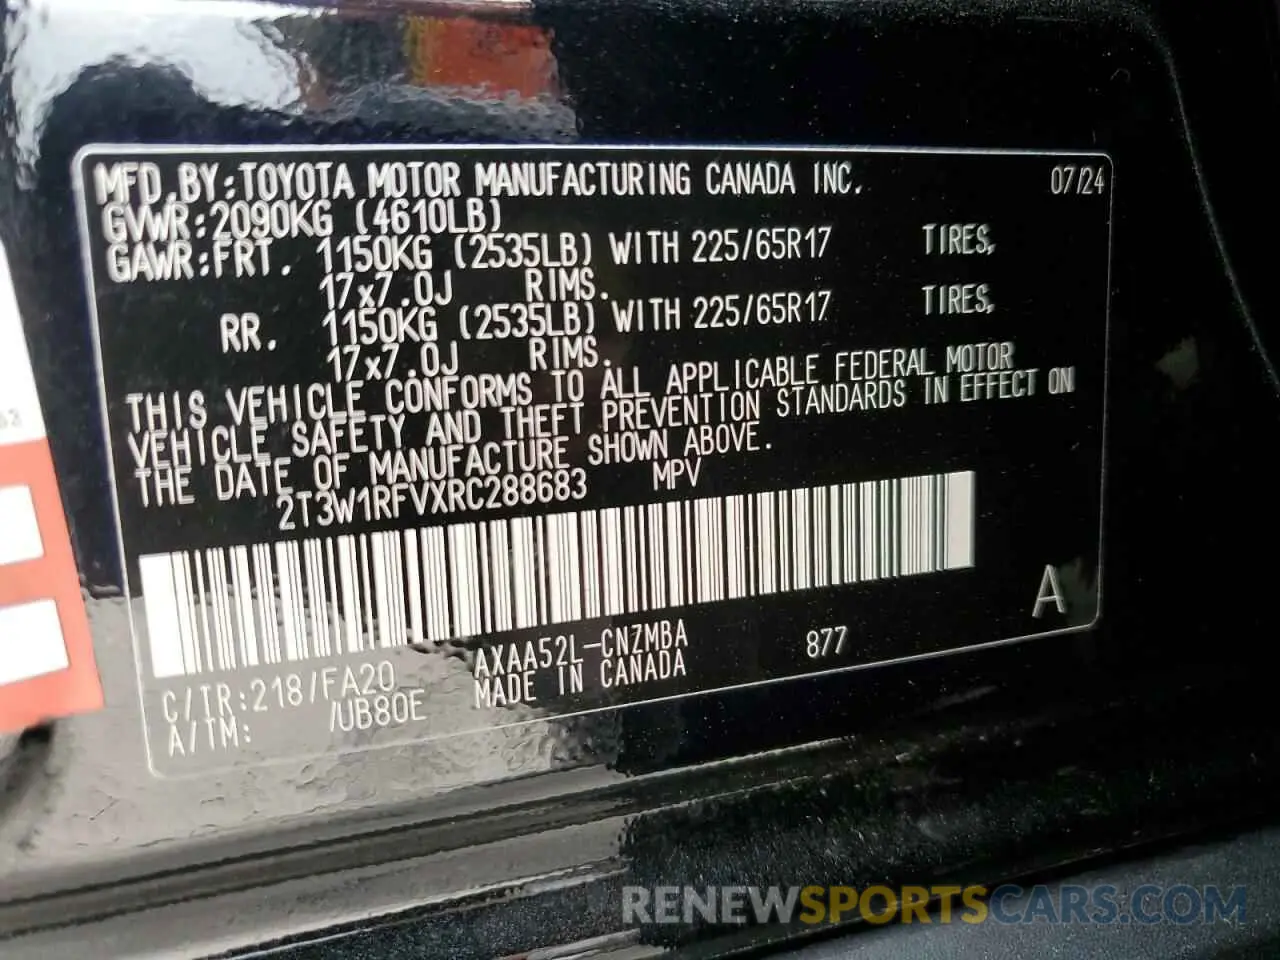 MFD.BY:TOYOTA MOTOR MANUFACTURING CANADA INC. 07/24
GVWR:2090KG (4610LB)
GAWR:FRT. 1150KG (2535LB) WITH 225/65R17 TIRES,
17x7.0J RIMS.
RR. 1150KG (2535LB) WITH 225/65R17 TIRES,
17x7.0J RIMS.
THIS VEHICLE CONFORMS TO ALL APPLICABLE FEDERAL MOTOR
VEHICLE SAFETY AND THEFT PREVENTION STANDARDS IN EFFECT ON
THE DATE OF MANUFACTURE SHOWN ABOVE.
2T3W1RFVXRC288683 MPV
A
C/TR:218/FA20 AXAA52L-CNZMBA 877
A/TM: /UB80E MADE IN CANADA
RENEWSPORTSCARS.COM